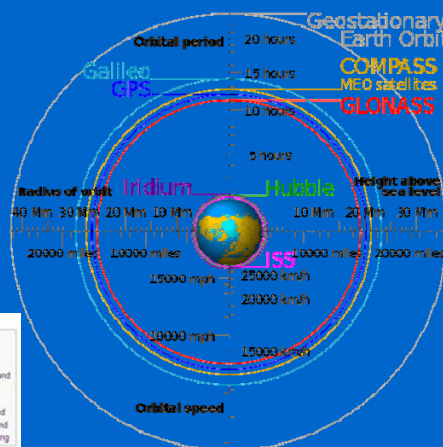 Geostationary
Earth Orbit
Orbital period
20 hours
Galileo
15 hours
COMPASS
MEO satellites
GPS
GLONASS
10 hours
5 hours
Iridium
Hubble
Radius of orbit
Height above
sea level
40 Mm 30 Mm 20 Mm 10 Mm
10 Mm 20 Mm 30 Mm
20000 miles 10000 miles
10000 miles 20000 miles
ISS
15000 mph
25000 km/h
20000 km/h
10000 mph
15000 km/h
Orbital speed